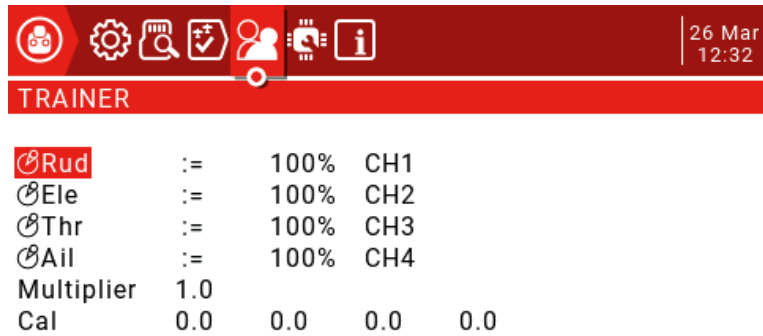 26 Mar
12:32
TRAINER
Rud := 100% CH1
Ele := 100% CH2
Thr := 100% CH3
Ail := 100% CH4
Multiplier 1.0
Cal 0.0 0.0 0.0 0.0